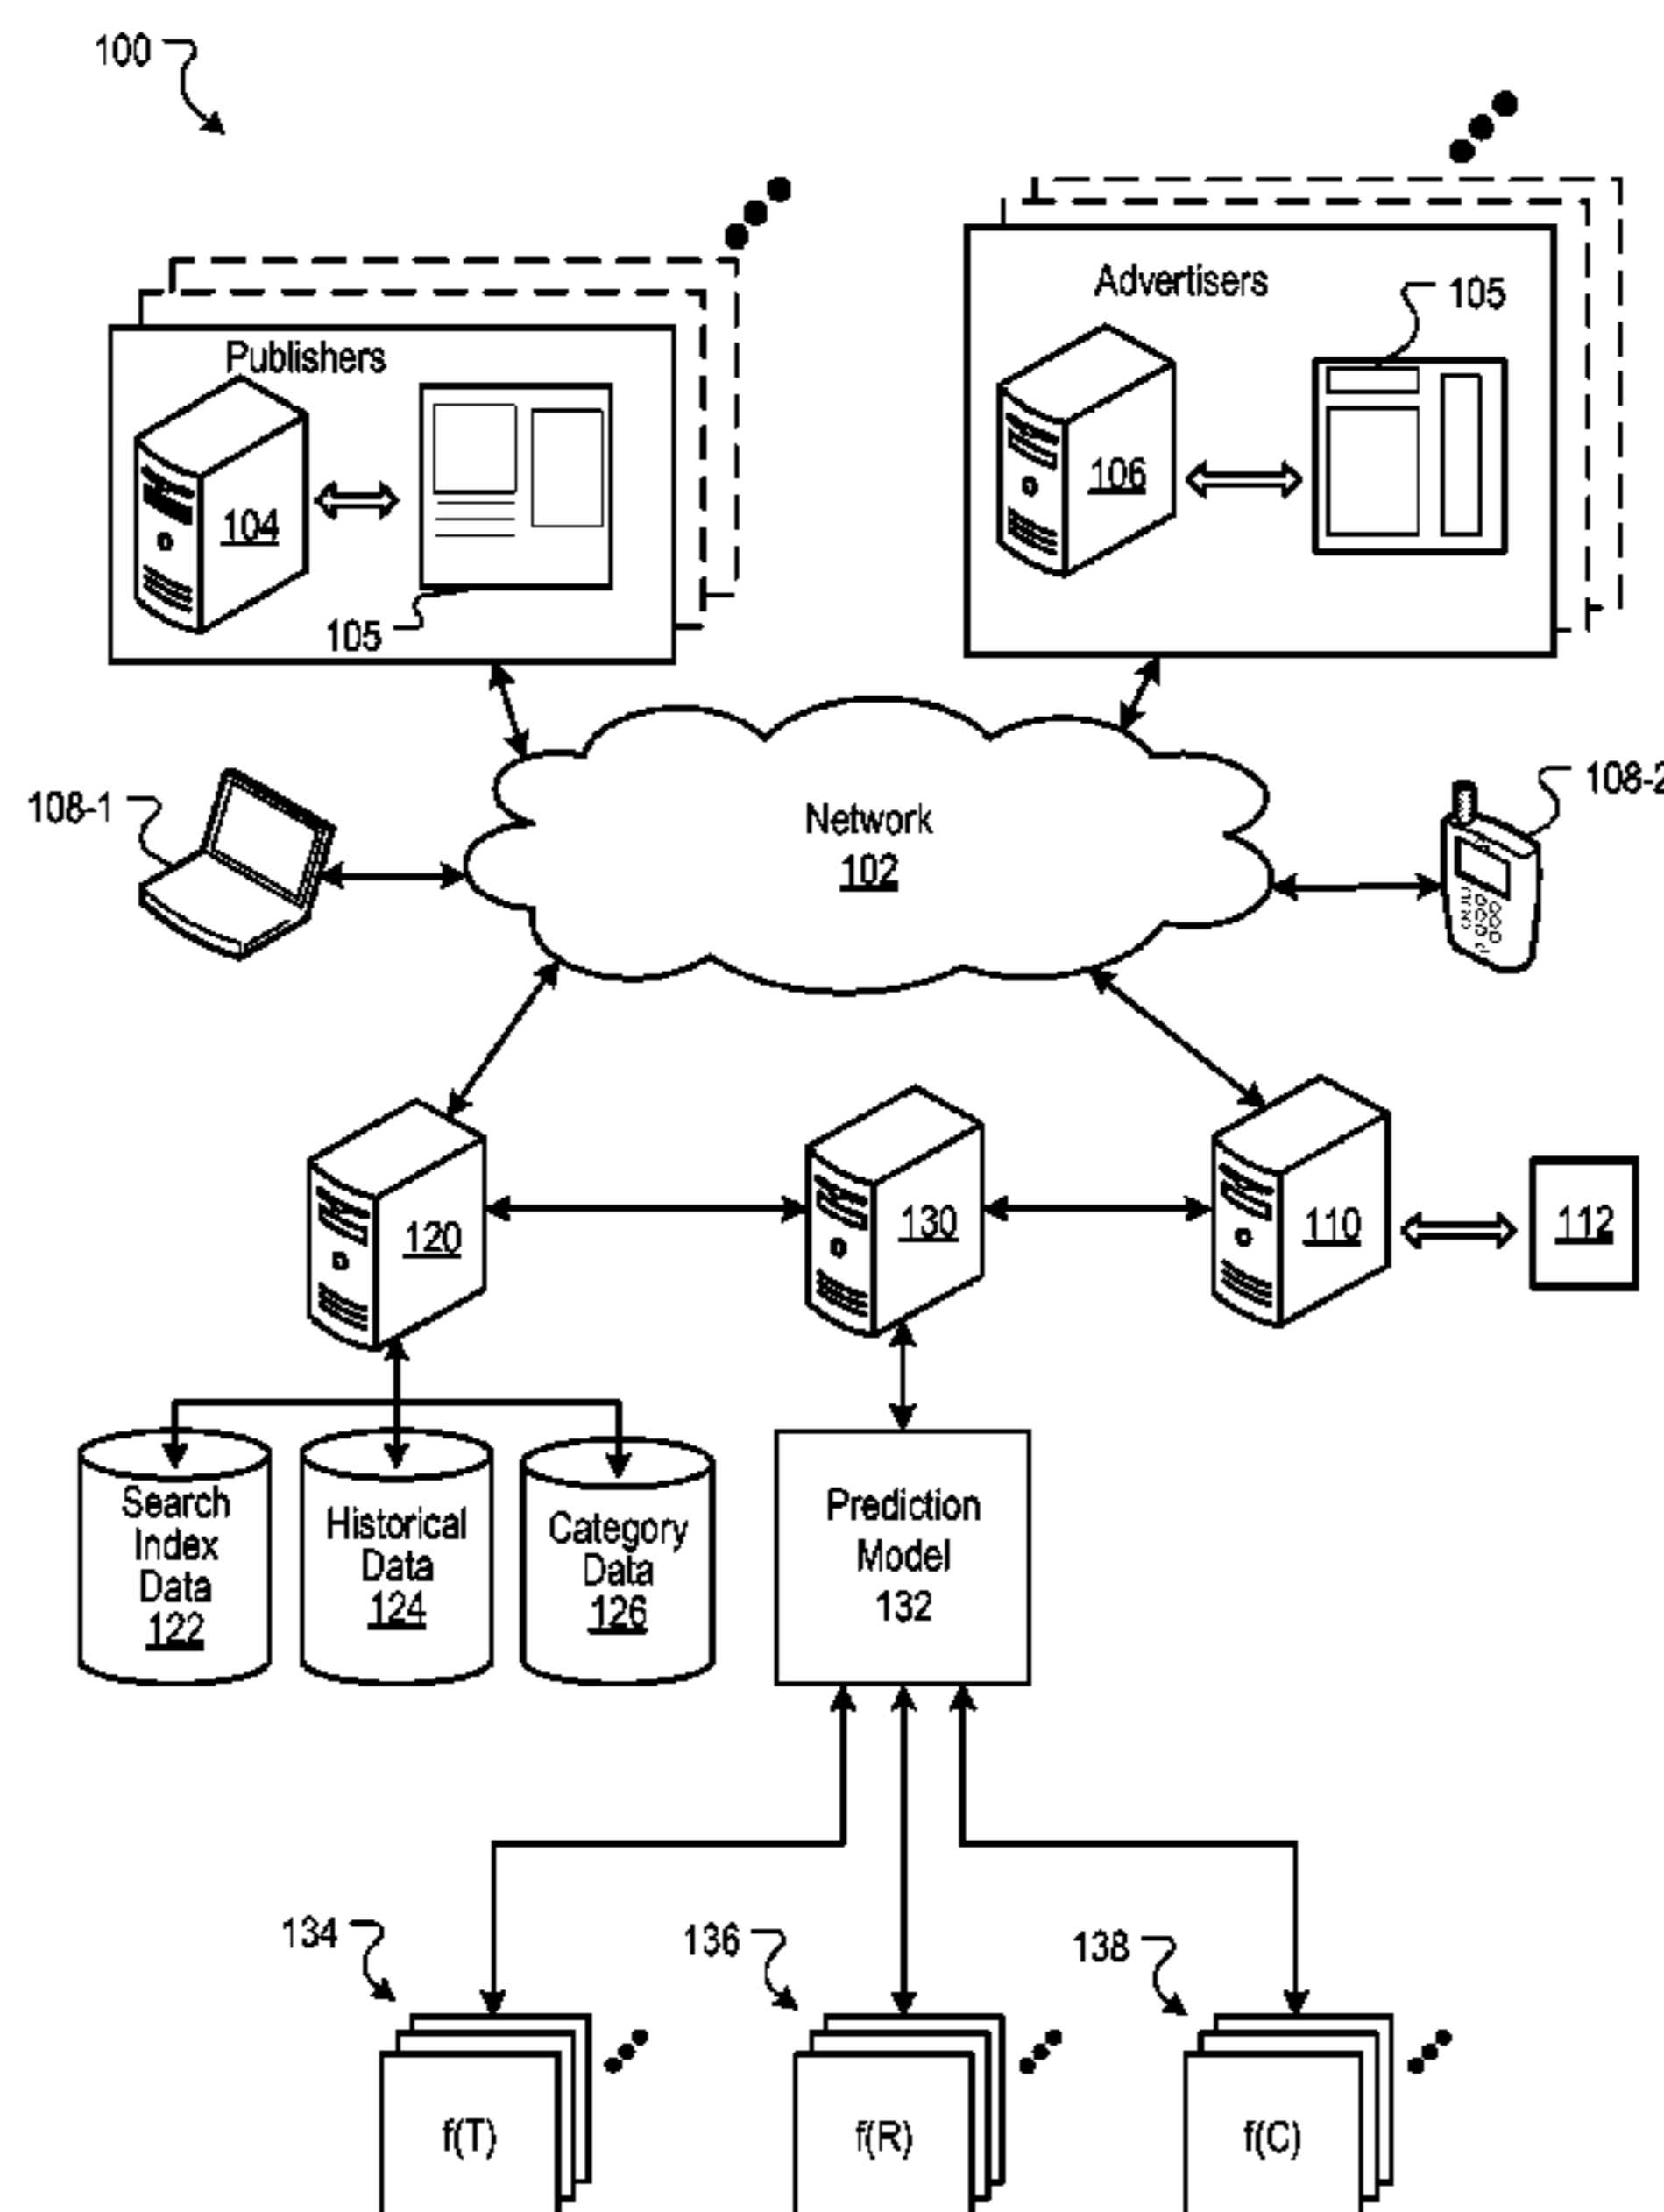 100
Publishers
104
105
Advertisers
105
106
108-1
Network
102
108-2
120
130
110
112
Search
Index
Data
122
Historical
Data
124
Category
Data
126
Prediction
Model
132
134
136
138
f(T)
f(R)
f(C)